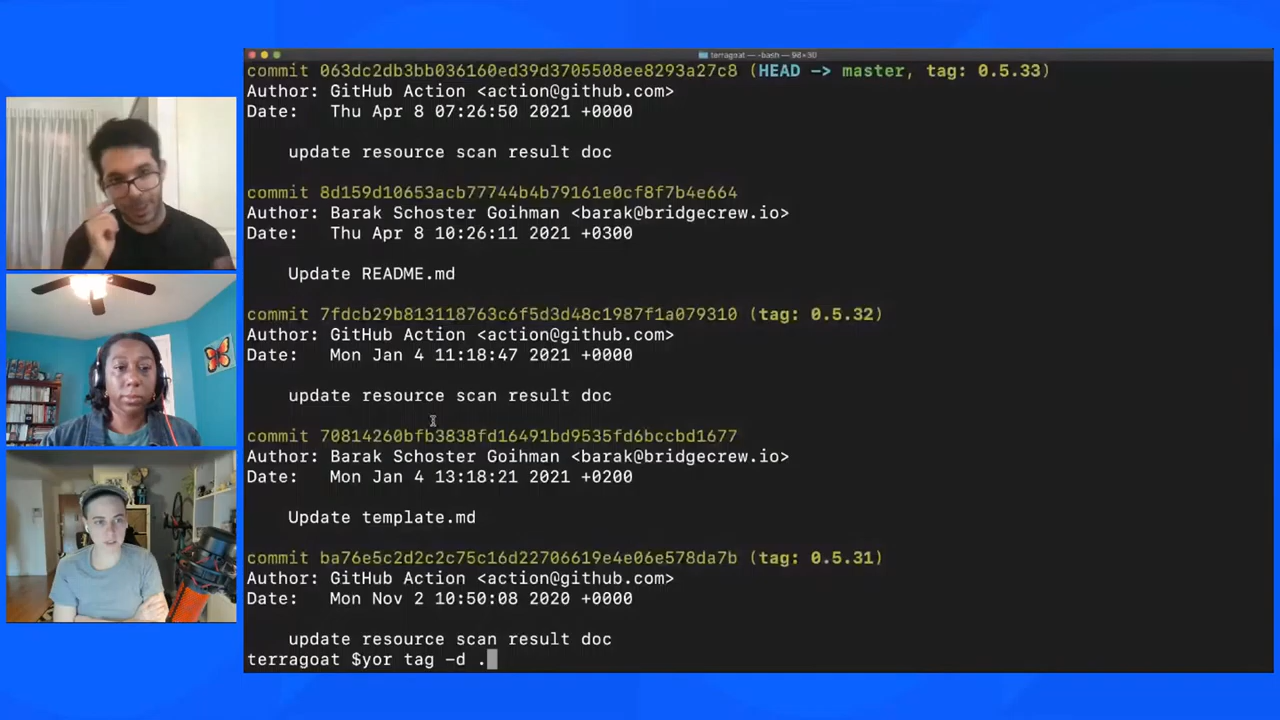 terragoat — -bash — 98×30
commit 063dc2db3bb036160ed39d3705508ee8293a27c8 (HEAD -> master, tag: 0.5.33)
Author: GitHub Action <action@github.com>
Date:   Thu Apr 8 07:26:50 2021 +0000
update resource scan result doc
commit 8d159d10653acb77744b4b79161e0cf8f7b4e664
Author: Barak Schoster Goihman <barak@bridgecrew.io>
Date:   Thu Apr 8 10:26:11 2021 +0300
Update README.md
commit 7fdcb29b813118763c6f5d3d48c1987f1a079310 (tag: 0.5.32)
Author: GitHub Action <action@github.com>
Date:   Mon Jan 4 11:18:47 2021 +0000
update resource scan result doc
commit 70814260bfb3838fd16491bd9535fd6bccbd1677
Author: Barak Schoster Goihman <barak@bridgecrew.io>
Date:   Mon Jan 4 13:18:21 2021 +0200
Update template.md
commit ba76e5c2d2c2c75c16d22706619e4e06e578da7b (tag: 0.5.31)
Author: GitHub Action <action@github.com>
Date:   Mon Nov 2 10:50:08 2020 +0000
update resource scan result doc
terragoat $yor tag -d .